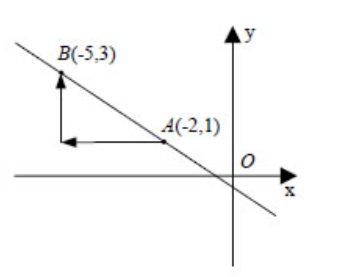 y
B(-5,3)
A(-2,1)
O
x